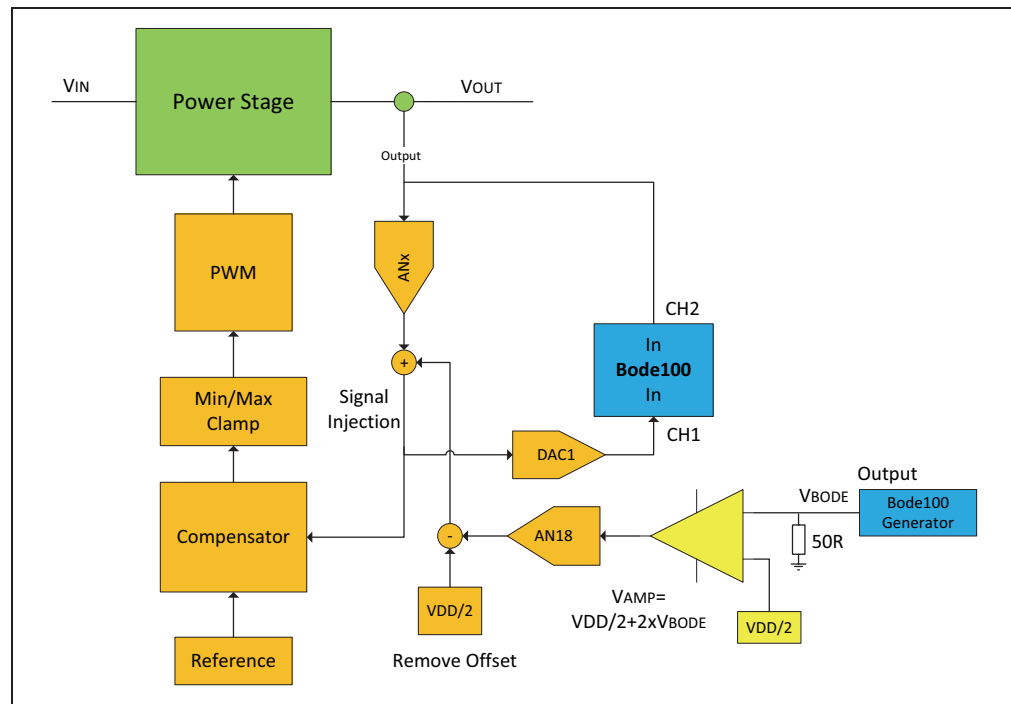 VIN
Power Stage
VOUT
Output
ANx
PWM
CH2
In
Bode100
In
CH1
+
Signal
Injection
Min/Max
Clamp
DAC1
Output
VBODE
Bode100
Generator
50R
Compensator
-
AN18
VDD/2
VAMP=
VDD/2+2xVBODE
VDD/2
Remove Offset
Reference